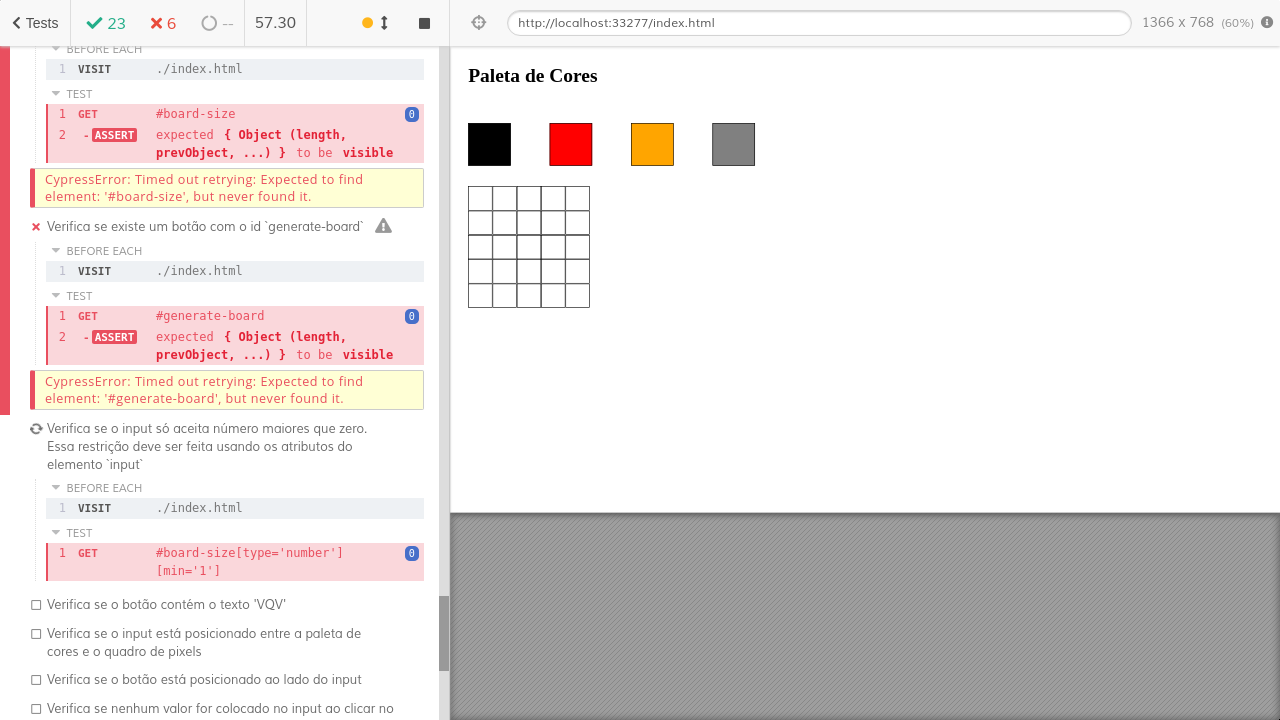 Tests 23 6 -- 57.30
http://localhost:33277/index.html 1366 x 768 (60%)
BEFORE EACH
1 VISIT ./index.html
TEST
1 GET #board-size 0
2 -ASSERT expected { Object (length,
prevObject, ...) } to be visible
CypressError: Timed out retrying: Expected to find
element: '#board-size', but never found it.
Verifica se existe um botão com o id `generate-board`
BEFORE EACH
1 VISIT ./index.html
TEST
1 GET #generate-board 0
2 -ASSERT expected { Object (length,
prevObject, ...) } to be visible
CypressError: Timed out retrying: Expected to find
element: '#generate-board', but never found it.
Verifica se o input só aceita número maiores que zero.
Essa restrição deve ser feita usando os atributos do
elemento `input`
BEFORE EACH
1 VISIT ./index.html
TEST
1 GET #board-size[type='number'] 0
[min='1']
Verifica se o botão contém o texto 'VQV'
Verifica se o input está posicionado entre a paleta de
cores e o quadro de pixels
Verifica se o botão está posicionado ao lado do input
Verifica se nenhum valor for colocado no input ao clicar no
Paleta de Cores